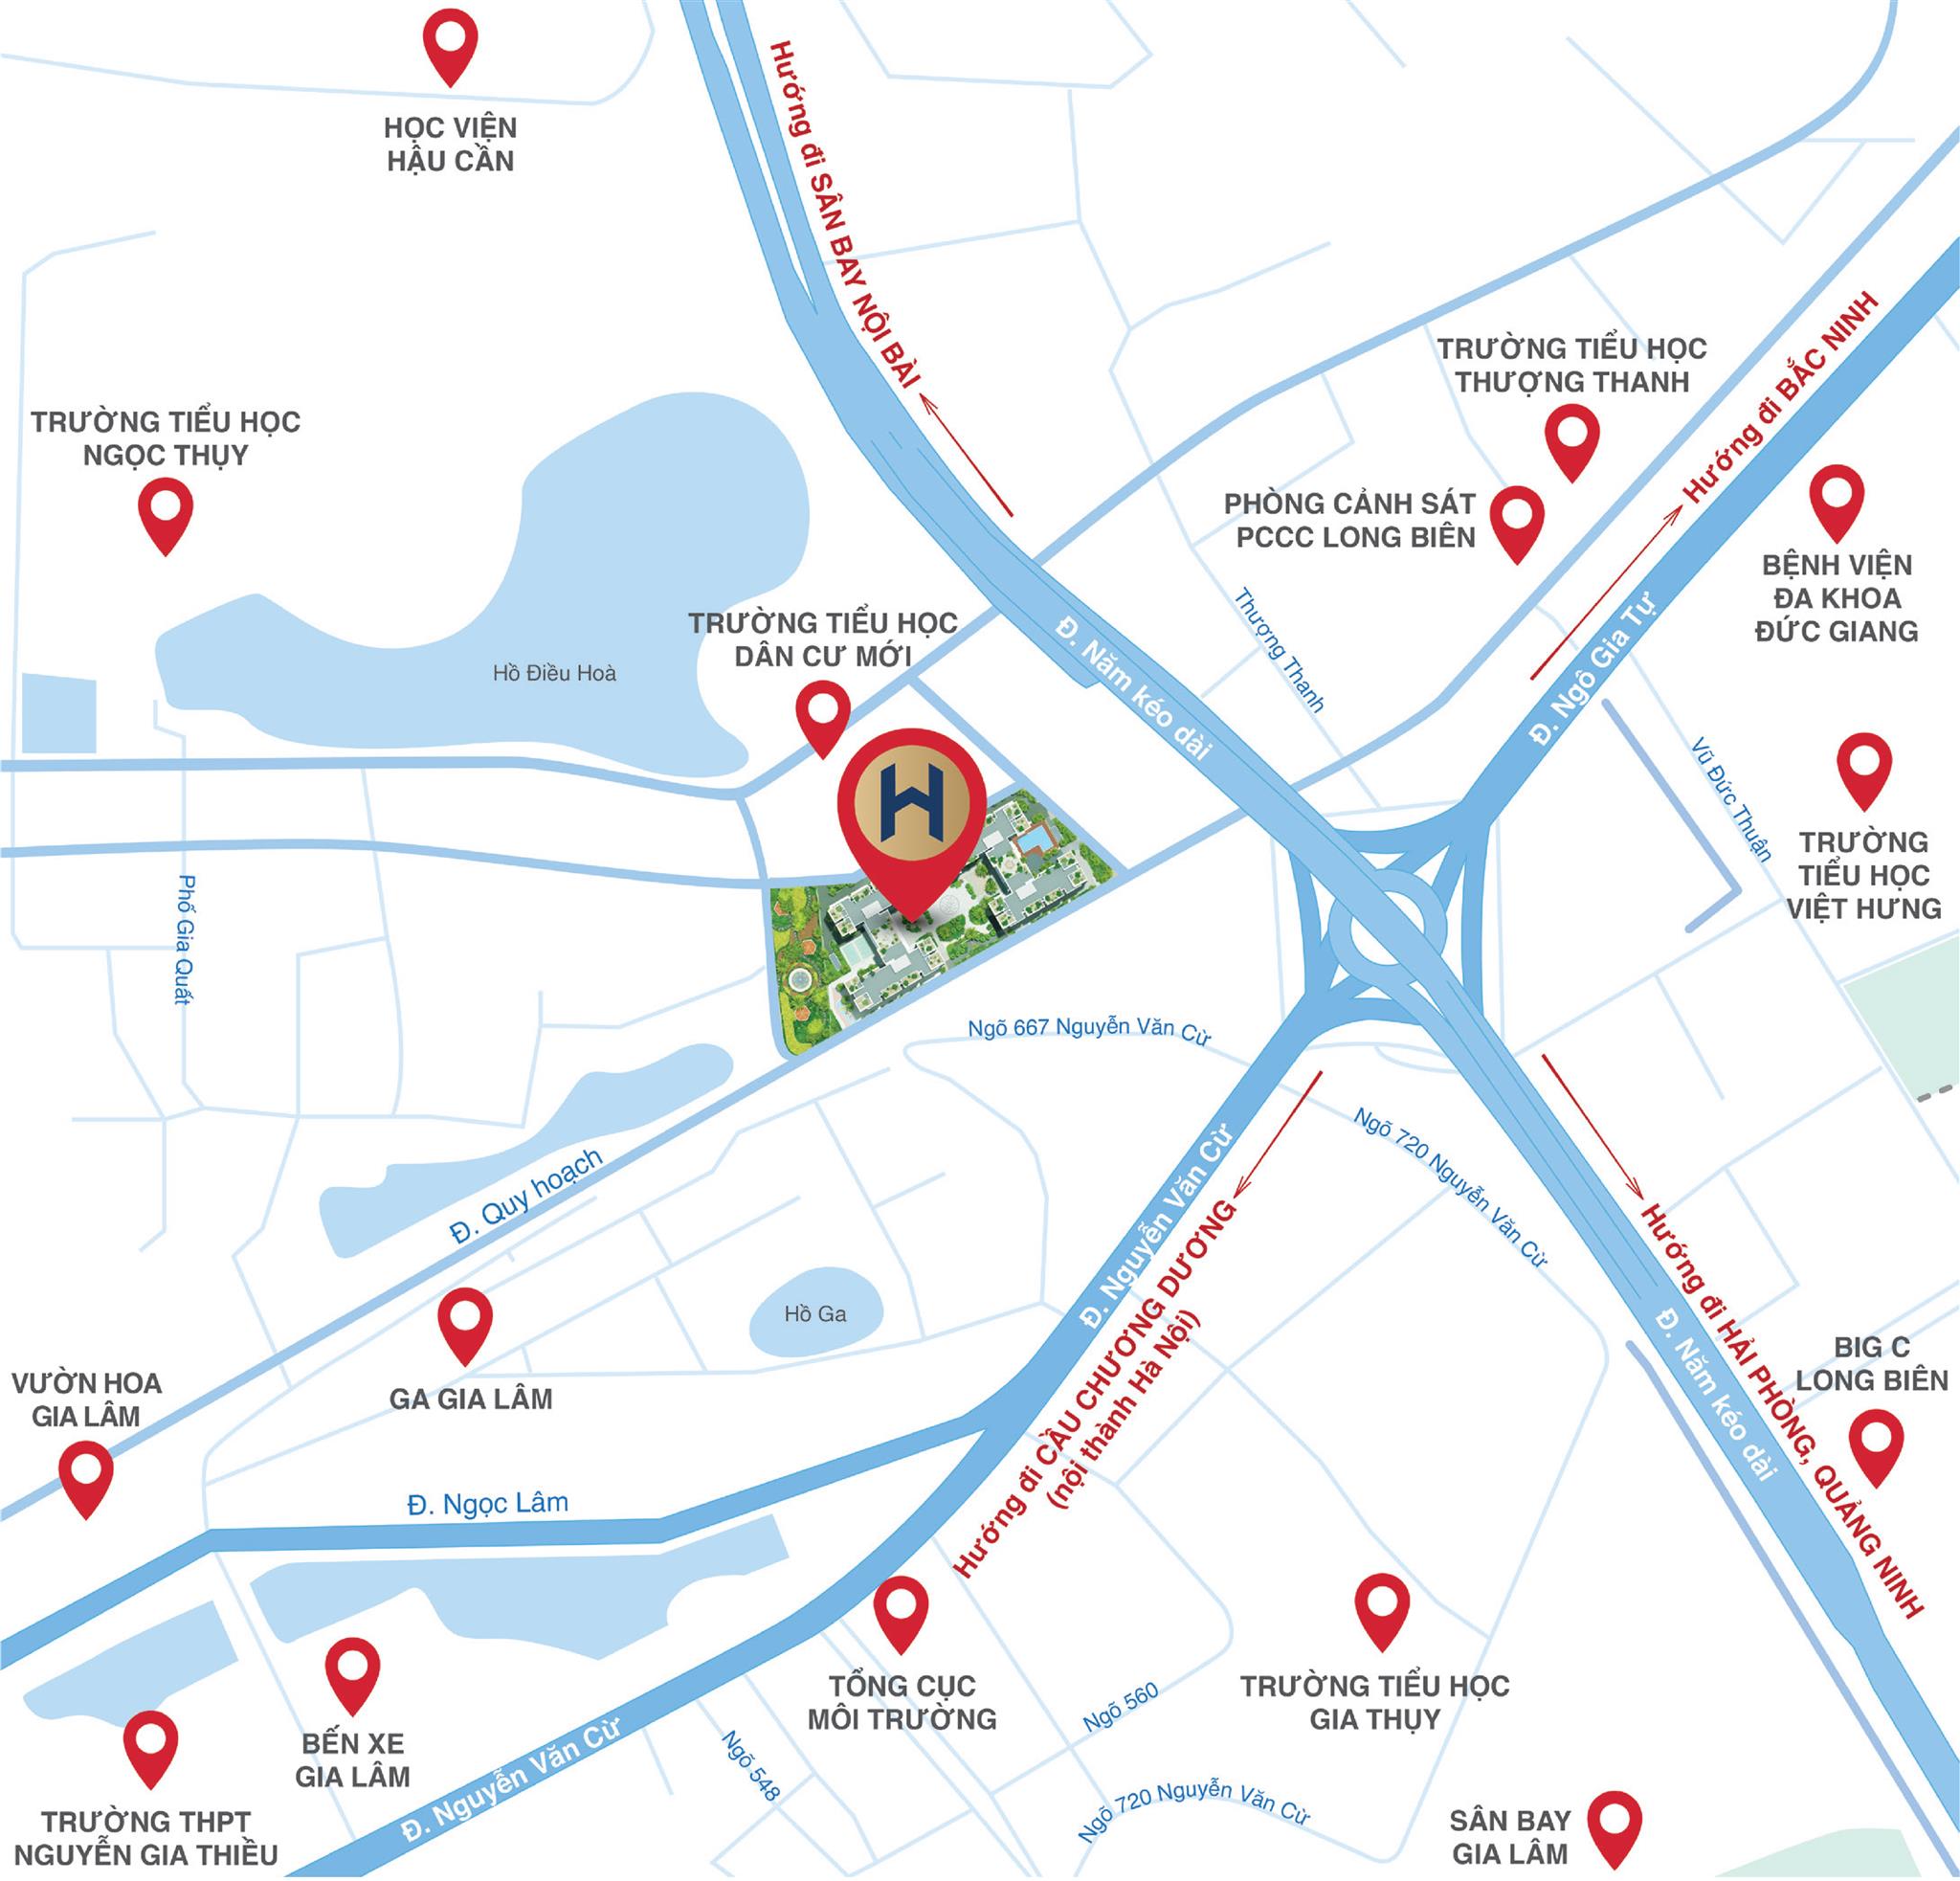 HỌC VIỆN
HẬU CẦN
Hướng đi SÂN BAY NỘI BÀI
TRƯỜNG TIỂU HỌC
THƯỢNG THANH
Hướng đi BẮC NINH
TRƯỜNG TIỂU HỌC
NGỌC THỤY
PHÒNG CẢNH SÁT
PCCC LONG BIÊN
BỆNH VIỆN
ĐA KHOA
ĐỨC GIANG
TRƯỜNG TIỂU HỌC
DÂN CƯ MỚI
Hồ Điều Hoà
Thượng Thanh
Đ. Năm kéo dài
Đ. Ngô Gia Tự
Vũ Đức Thuận
H
TRƯỜNG
TIỂU HỌC
VIỆT HƯNG
Phố Gia Quất
Ngõ 667 Nguyễn Văn Cừ
Ngõ 720 Nguyễn Văn Cừ
Đ. Quy hoạch
Đ. Nguyễn Văn Cừ
Hướng đi CẦU CHƯƠNG DƯƠNG
(nội thành Hà Nội)
Hướng đi HẢI PHÒNG, QUẢNG NINH
Hồ Ga
Đ. Năm kéo dài
BIG C
LONG BIÊN
VƯỜN HOA
GIA LÂM
GA GIA LÂM
Đ. Ngọc Lâm
TỔNG CỤC
MÔI TRƯỜNG
TRƯỜNG TIỂU HỌC
GIA THỤY
Ngõ 560
BẾN XE
GIA LÂM
Đ. Nguyễn Văn Cừ
Ngõ 548
Ngõ 720 Nguyễn Văn Cừ
TRƯỜNG THPT
NGUYỄN GIA THIỀU
SÂN BAY
GIA LÂM